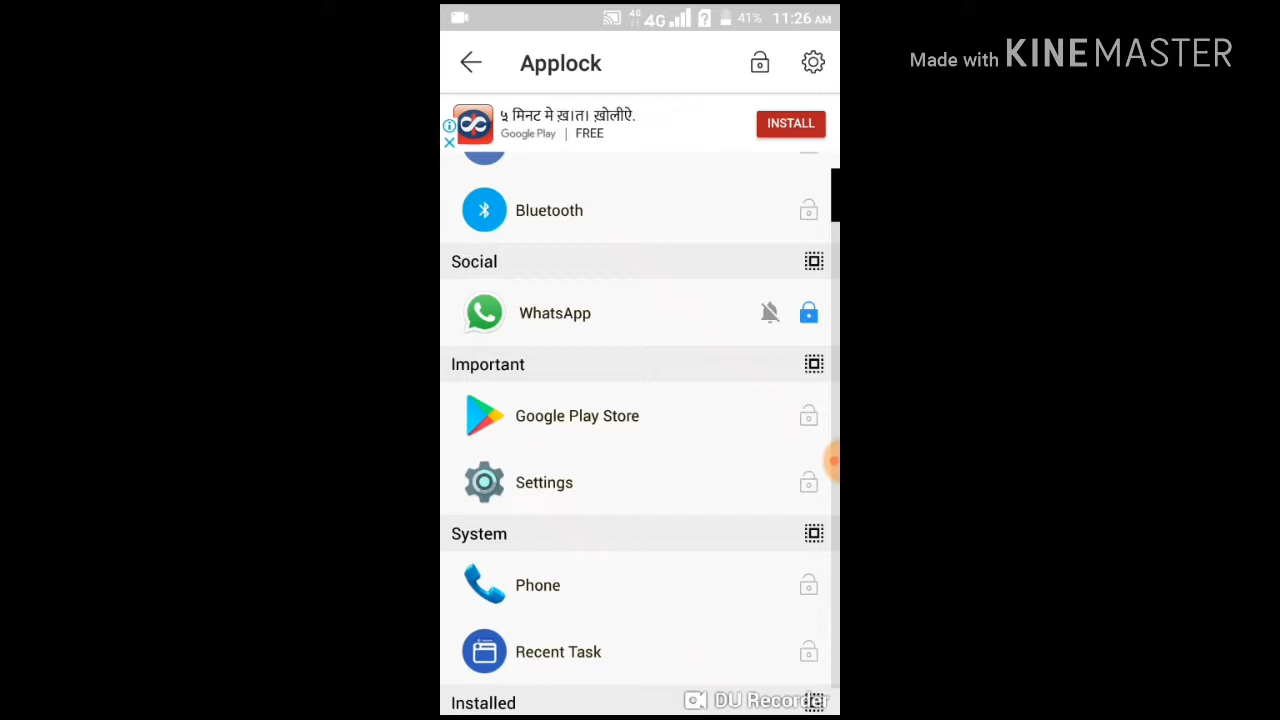 4G 4G ? 41% 11:26 AM
Made with KINEMASTER
Applock
५ मिनट मे ख़ाता ख़ोलीऐ.
Google Play | FREE
INSTALL
Bluetooth
Social
WhatsApp
Important
Google Play Store
Settings
System
Phone
Recent Task
Installed
DU Recorder